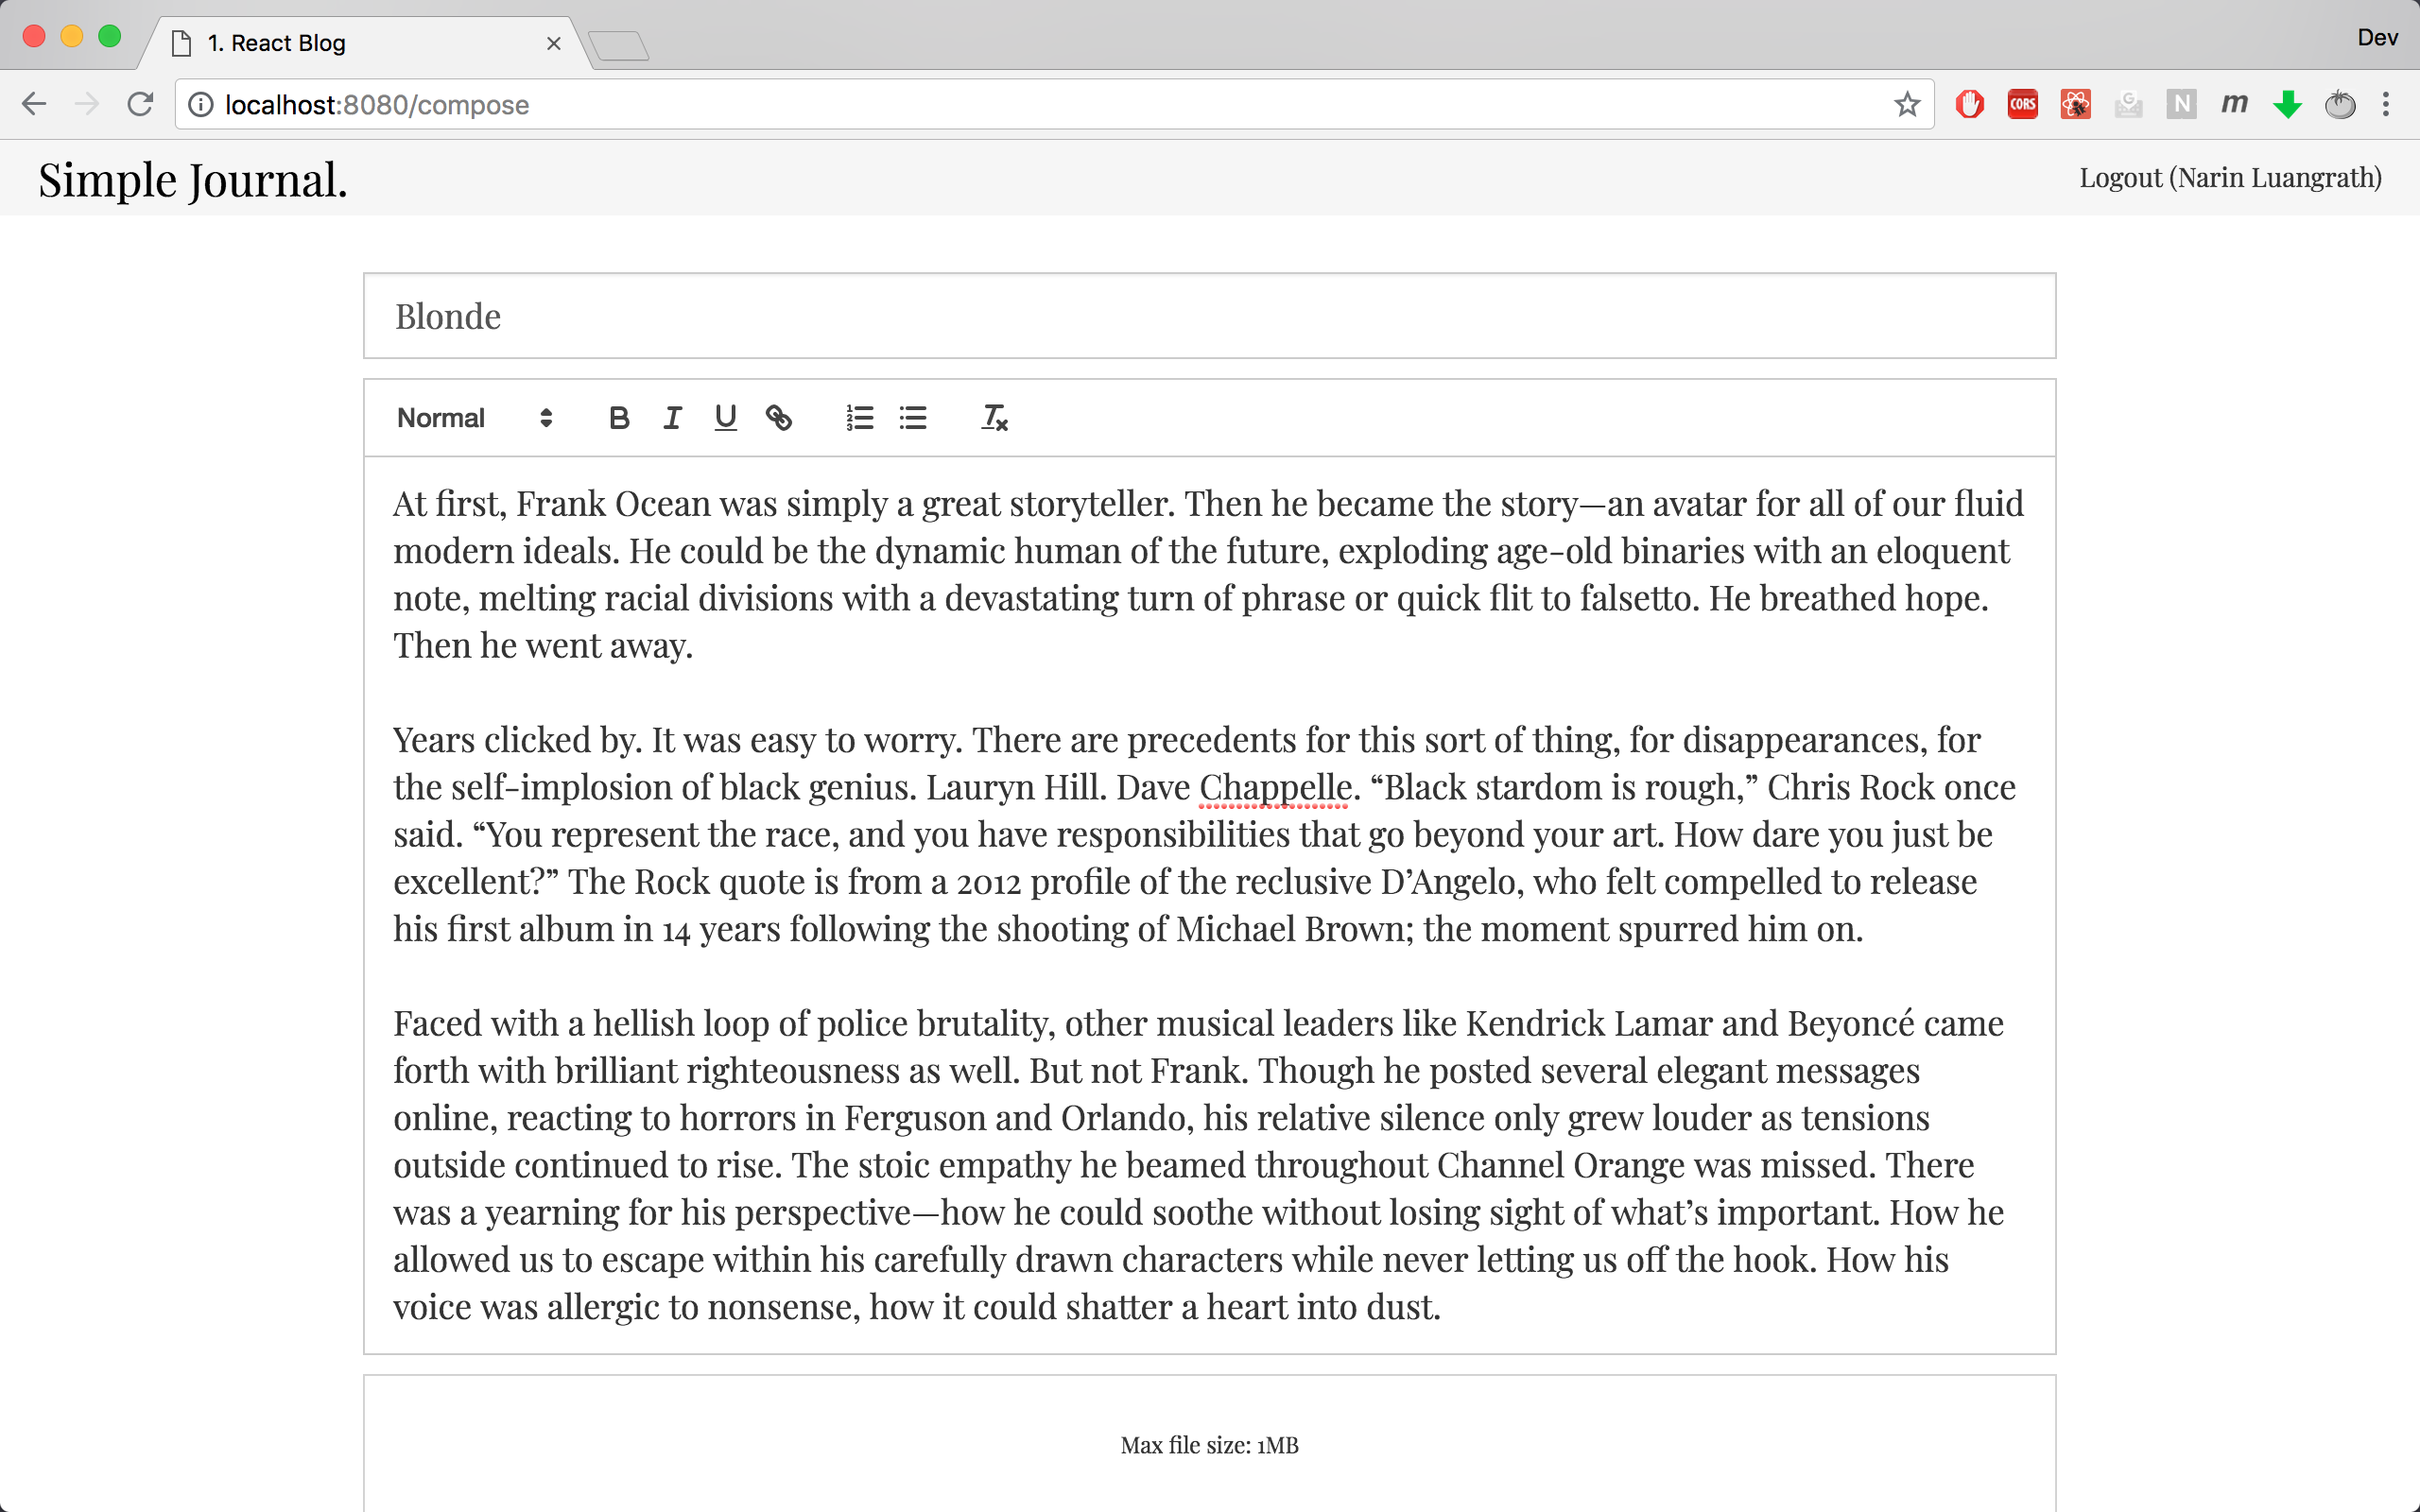 1. React Blog
Dev
localhost:8080/compose
CORS
G
N
m
Simple Journal.
Logout (Narin Luangrath)
Blonde
Normal
B I U
At first, Frank Ocean was simply a great storyteller. Then he became the story—an avatar for all of our fluid
modern ideals. He could be the dynamic human of the future, exploding age-old binaries with an eloquent
note, melting racial divisions with a devastating turn of phrase or quick flit to falsetto. He breathed hope.
Then he went away.
Years clicked by. It was easy to worry. There are precedents for this sort of thing, for disappearances, for
the self-implosion of black genius. Lauryn Hill. Dave Chappelle. “Black stardom is rough,” Chris Rock once
said. “You represent the race, and you have responsibilities that go beyond your art. How dare you just be
excellent?” The Rock quote is from a 2012 profile of the reclusive D’Angelo, who felt compelled to release
his first album in 14 years following the shooting of Michael Brown; the moment spurred him on.
Faced with a hellish loop of police brutality, other musical leaders like Kendrick Lamar and Beyoncé came
forth with brilliant righteousness as well. But not Frank. Though he posted several elegant messages
online, reacting to horrors in Ferguson and Orlando, his relative silence only grew louder as tensions
outside continued to rise. The stoic empathy he beamed throughout Channel Orange was missed. There
was a yearning for his perspective—how he could soothe without losing sight of what’s important. How he
allowed us to escape within his carefully drawn characters while never letting us off the hook. How his
voice was allergic to nonsense, how it could shatter a heart into dust.
Max file size: 1MB